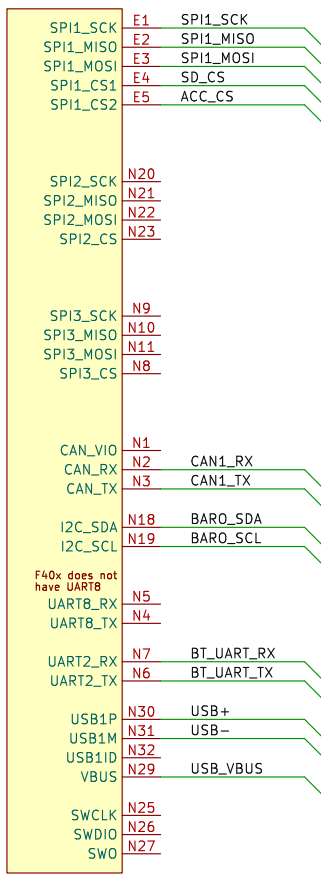 SPI1_SCK E1 SPI1_SCK
SPI1_MISO E2 SPI1_MISO
SPI1_MOSI E3 SPI1_MOSI
SPI1_CS1 E4 SD_CS
SPI1_CS2 E5 ACC_CS
SPI2_SCK N20
SPI2_MISO N21
SPI2_MOSI N22
SPI2_CS N23
SPI3_SCK N9
SPI3_MISO N10
SPI3_MOSI N11
SPI3_CS N8
CAN_VIO N1
CAN_RX N2 CAN1_RX
CAN_TX N3 CAN1_TX
I2C_SDA N18 BARO_SDA
I2C_SCL N19 BARO_SCL
F40x does not
have UART8
UART8_RX N5
UART8_TX N4
UART2_RX N7 BT_UART_RX
UART2_TX N6 BT_UART_TX
USB1P N30 USB+
USB1M N31 USB-
USB1ID N32
VBUS N29 USB_VBUS
SWCLK N25
SWDIO N26
SWO N27